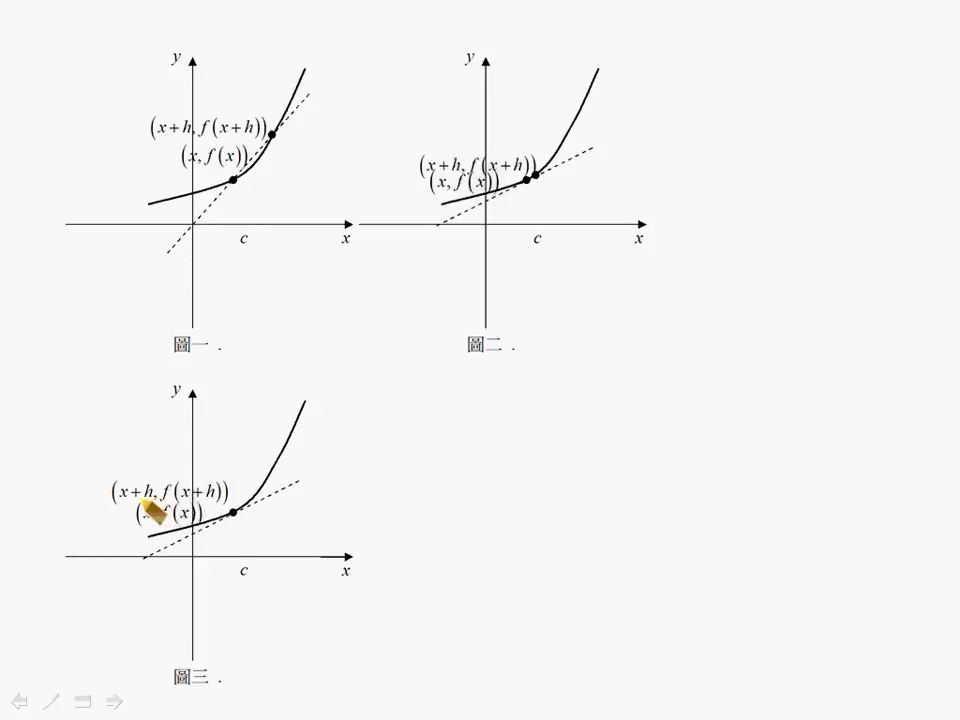 y
(x+h, f(x+h))
(x, f(x))
c
x
圖一 .
y
(x+h, f(x+h))
(x, f(x))
c
x
圖二 .
y
(x+h, f(x+h))
(x, f(x))
c
x
圖三 .